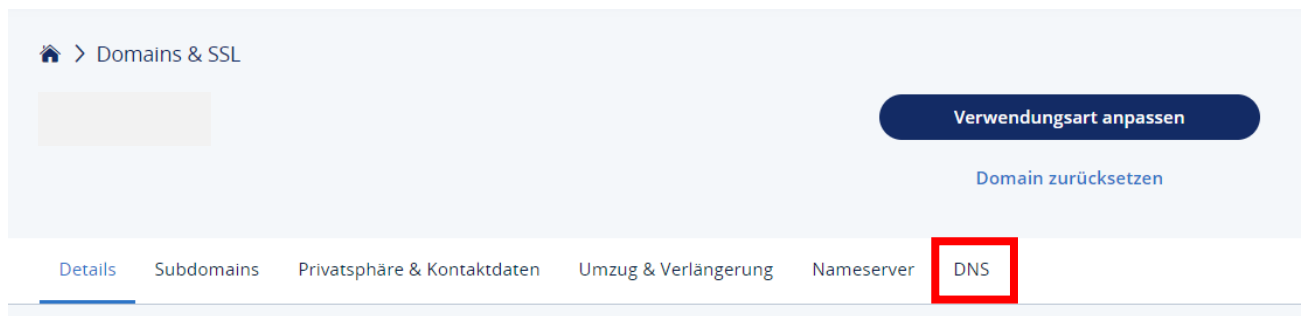 Domains & SSL
Verwendungsart anpassen
Domain zurücksetzen
Details Subdomains Privatsphäre & Kontaktdaten Umzug & Verlängerung Nameserver DNS